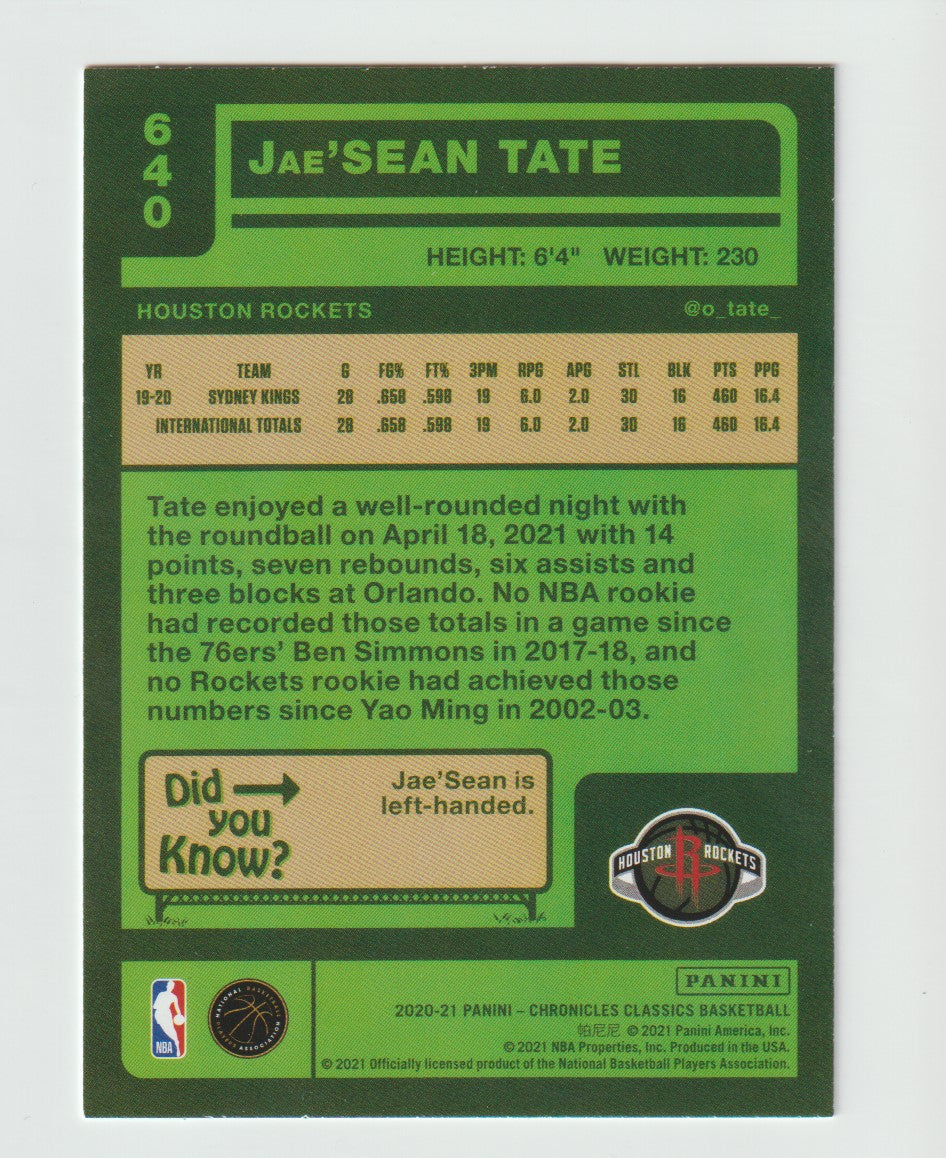 640
Jae'SEAN TATE
HEIGHT: 6'4" WEIGHT: 230
HOUSTON ROCKETS @o_tate_
YR TEAM G FG% FT% 3PM RPG APG STL BLK PTS PPG
19-20 SYDNEY KINGS 28 .658 .598 19 6.0 2.0 30 16 460 16.4
INTERNATIONAL TOTALS 28 .658 .598 19 6.0 2.0 30 16 460 16.4
Tate enjoyed a well-rounded night with
the roundball on April 18, 2021 with 14
points, seven rebounds, six assists and
three blocks at Orlando. No NBA rookie
had recorded those totals in a game since
the 76ers' Ben Simmons in 2017-18, and
no Rockets rookie had achieved those
numbers since Yao Ming in 2002-03.
Did
you
Know?
Jae'Sean is
left-handed.
HOUSTON R ROCKETS
NBA
NATIONAL BASKETBALL PLAYERS ASSOCIATION
PANINI
2020-21 PANINI – CHRONICLES CLASSICS BASKETBALL
帕尼尼 © 2021 Panini America, Inc.
© 2021 NBA Properties, Inc. Produced in the USA.
© 2021 Officially licensed product of the National Basketball Players Association.